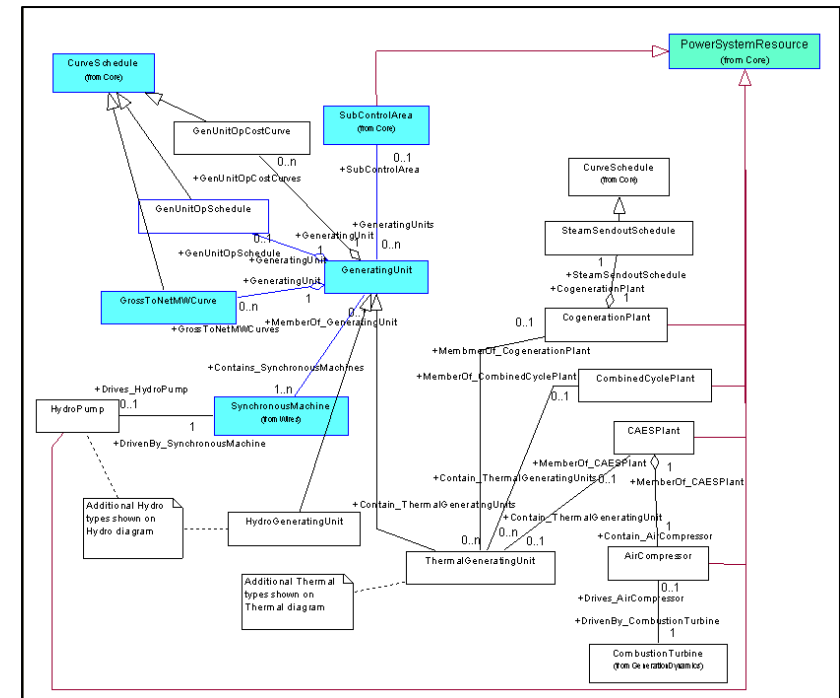 PowerSystemResource
(from Core)
CurveSchedule
(from Core)
SubControlArea
(from Core)
GenUnitOpCostCurve
0..n
0..1
+SubControlArea
+GenUnitOpCostCurves
CurveSchedule
(from Core)
GenUnitOpSchedule
0..1
+GeneratingUnits
+GeneratingUnit
1
0..n
SteamSendoutSchedule
+GenUnitOpSchedule
1
+GeneratingUnit
1
+SteamSendoutSchedule
+GeneratingUnit
GeneratingUnit
+CogenerationPlant
1
GrossToNetMWCurve
0..n
1
CogenerationPlant
+GrossToNetMWCurves
+MemberOf_GeneratingUnit
0..1
+MembmerOf_CogenerationPlant
+Contains_SynchronousMachines
+MemberOf_CombinedCyclePlant
CombinedCyclePlant
0..1
+Drives_HydroPump
1..n
HydroPump
0..1
1
SynchronousMachine
(from Wires)
CAESPlant
+DrivenBy_SynchronousMachine
+MemberOf_CAESPlant
1
0..1
+Contain_ThermalGeneratingUnits
+MemberOf_CAESPlant
+Contain_ThermalGeneratingUnits
+Contain_ThermalGeneratingUnit
1
Additional Hydro
types shown on
Hydro diagram
HydroGeneratingUnit
0..n
0..n
0..1
+Contain_AirCompressor
ThermalGeneratingUnit
AirCompressor
Additional Thermal
types shown on
Thermal diagram
0..1
+Drives_AirCompressor
+DrivenBy_CombustionTurbine
1
CombustionTurbine
(from GenerationDynamics)